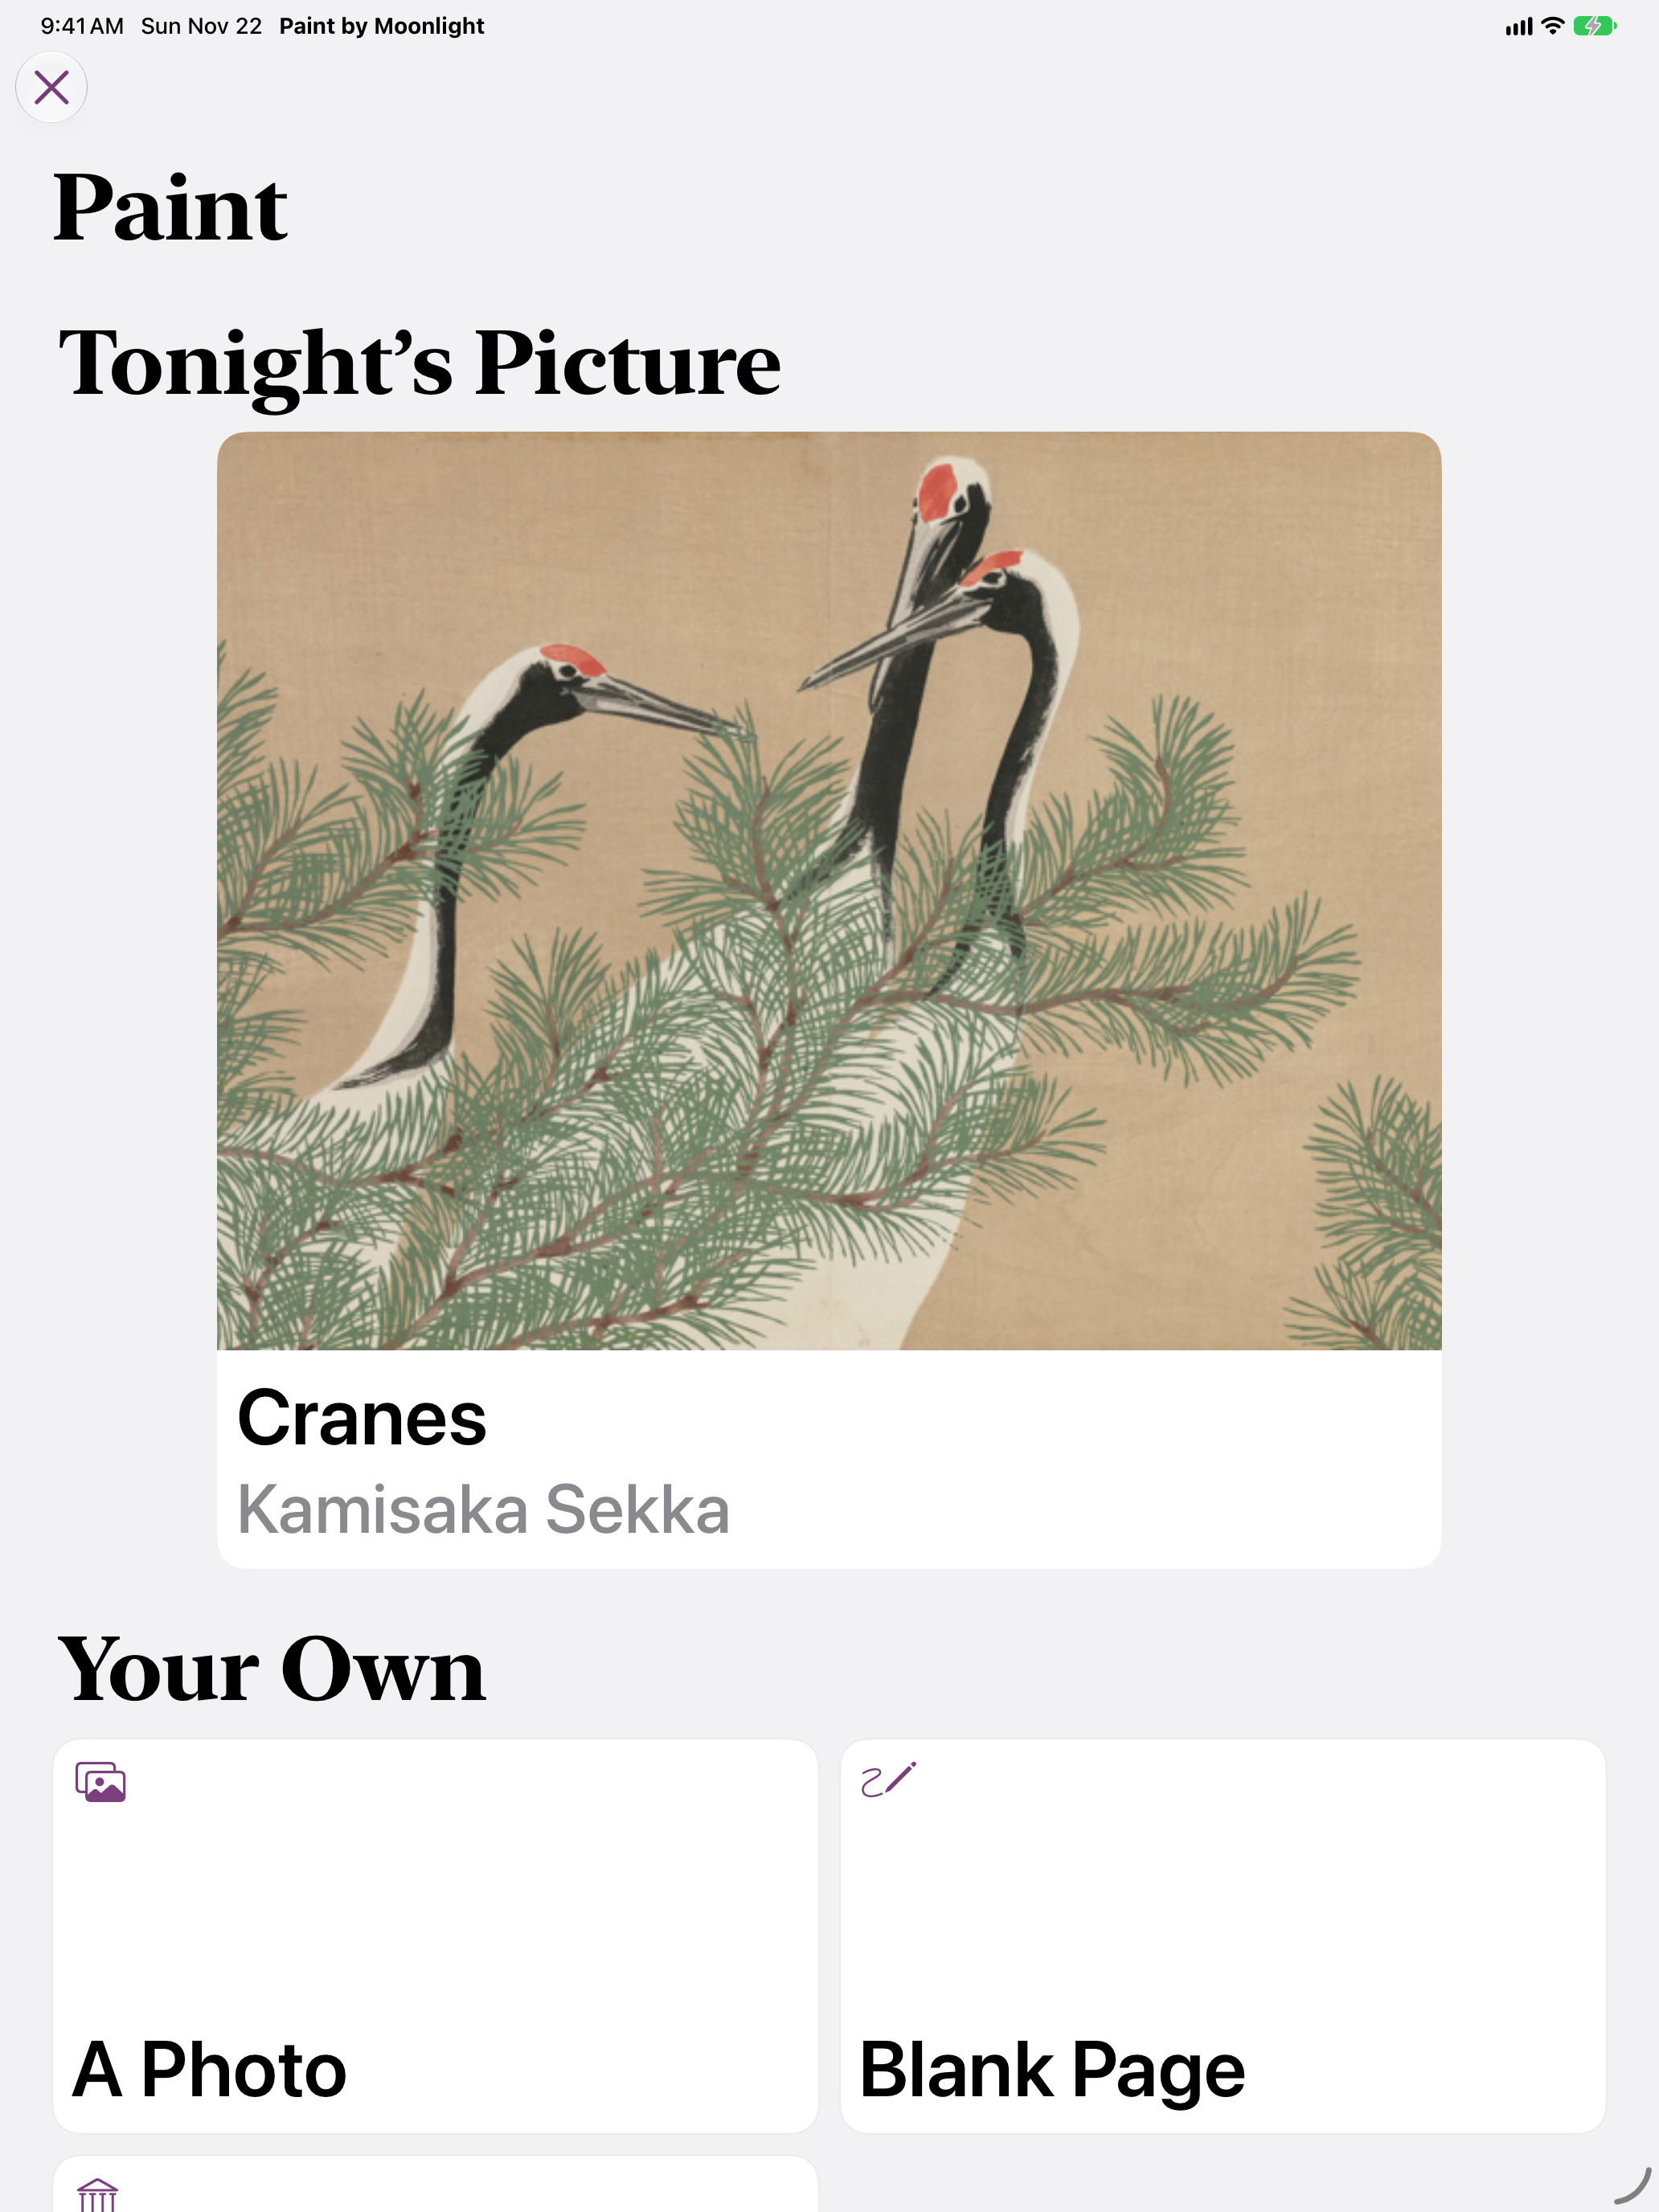 9:41 AM Sun Nov 22 Paint by Moonlight
Paint
Tonight’s Picture
Cranes
Kamisaka Sekka
Your Own
A Photo
Blank Page